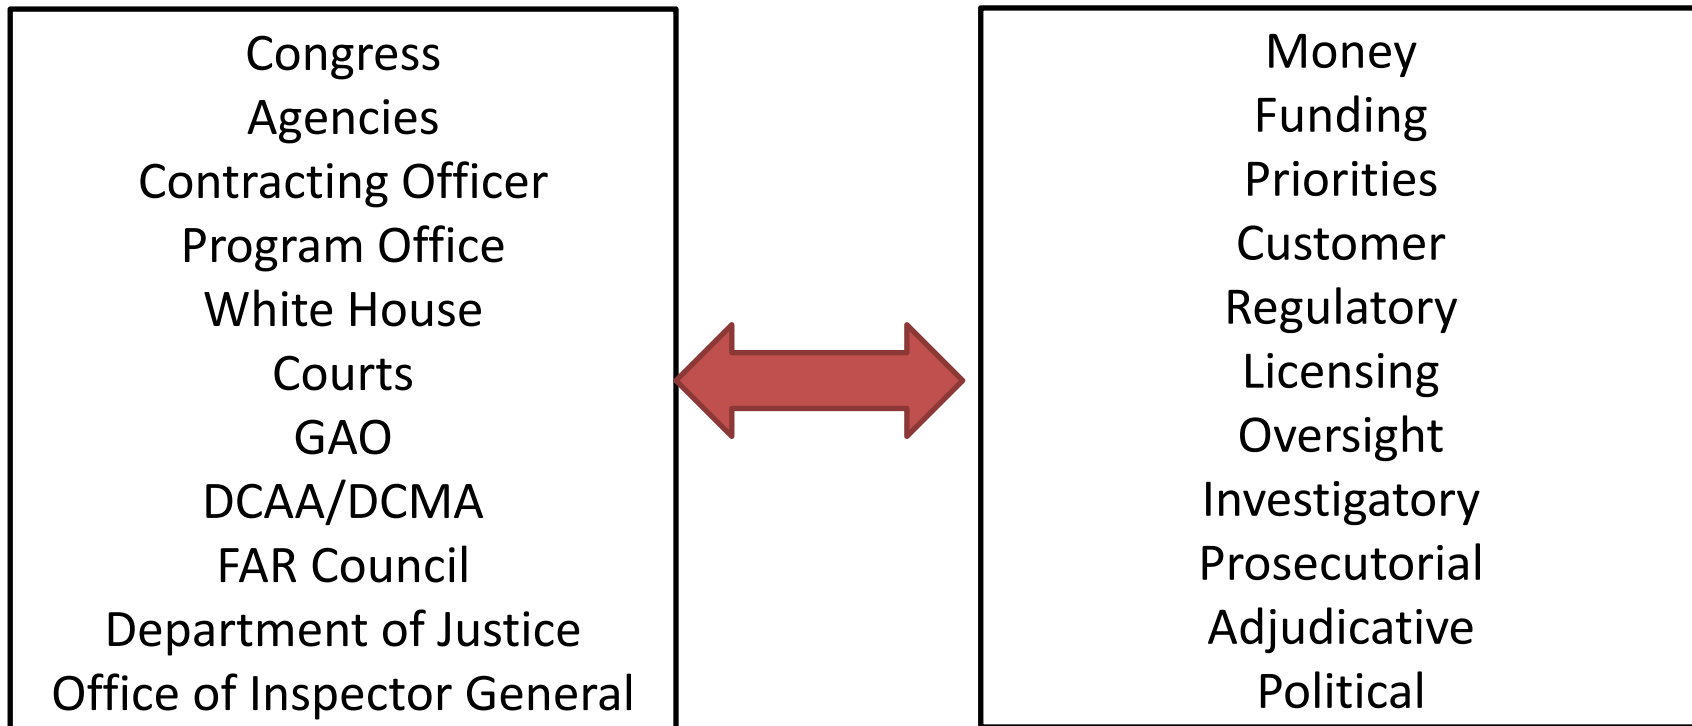 Congress
Agencies
Contracting Officer
Program Office
White House
Courts
GAO
DCAA/DCMA
FAR Council
Department of Justice
Office of Inspector General
Money
Funding
Priorities
Customer
Regulatory
Licensing
Oversight
Investigatory
Prosecutorial
Adjudicative
Political